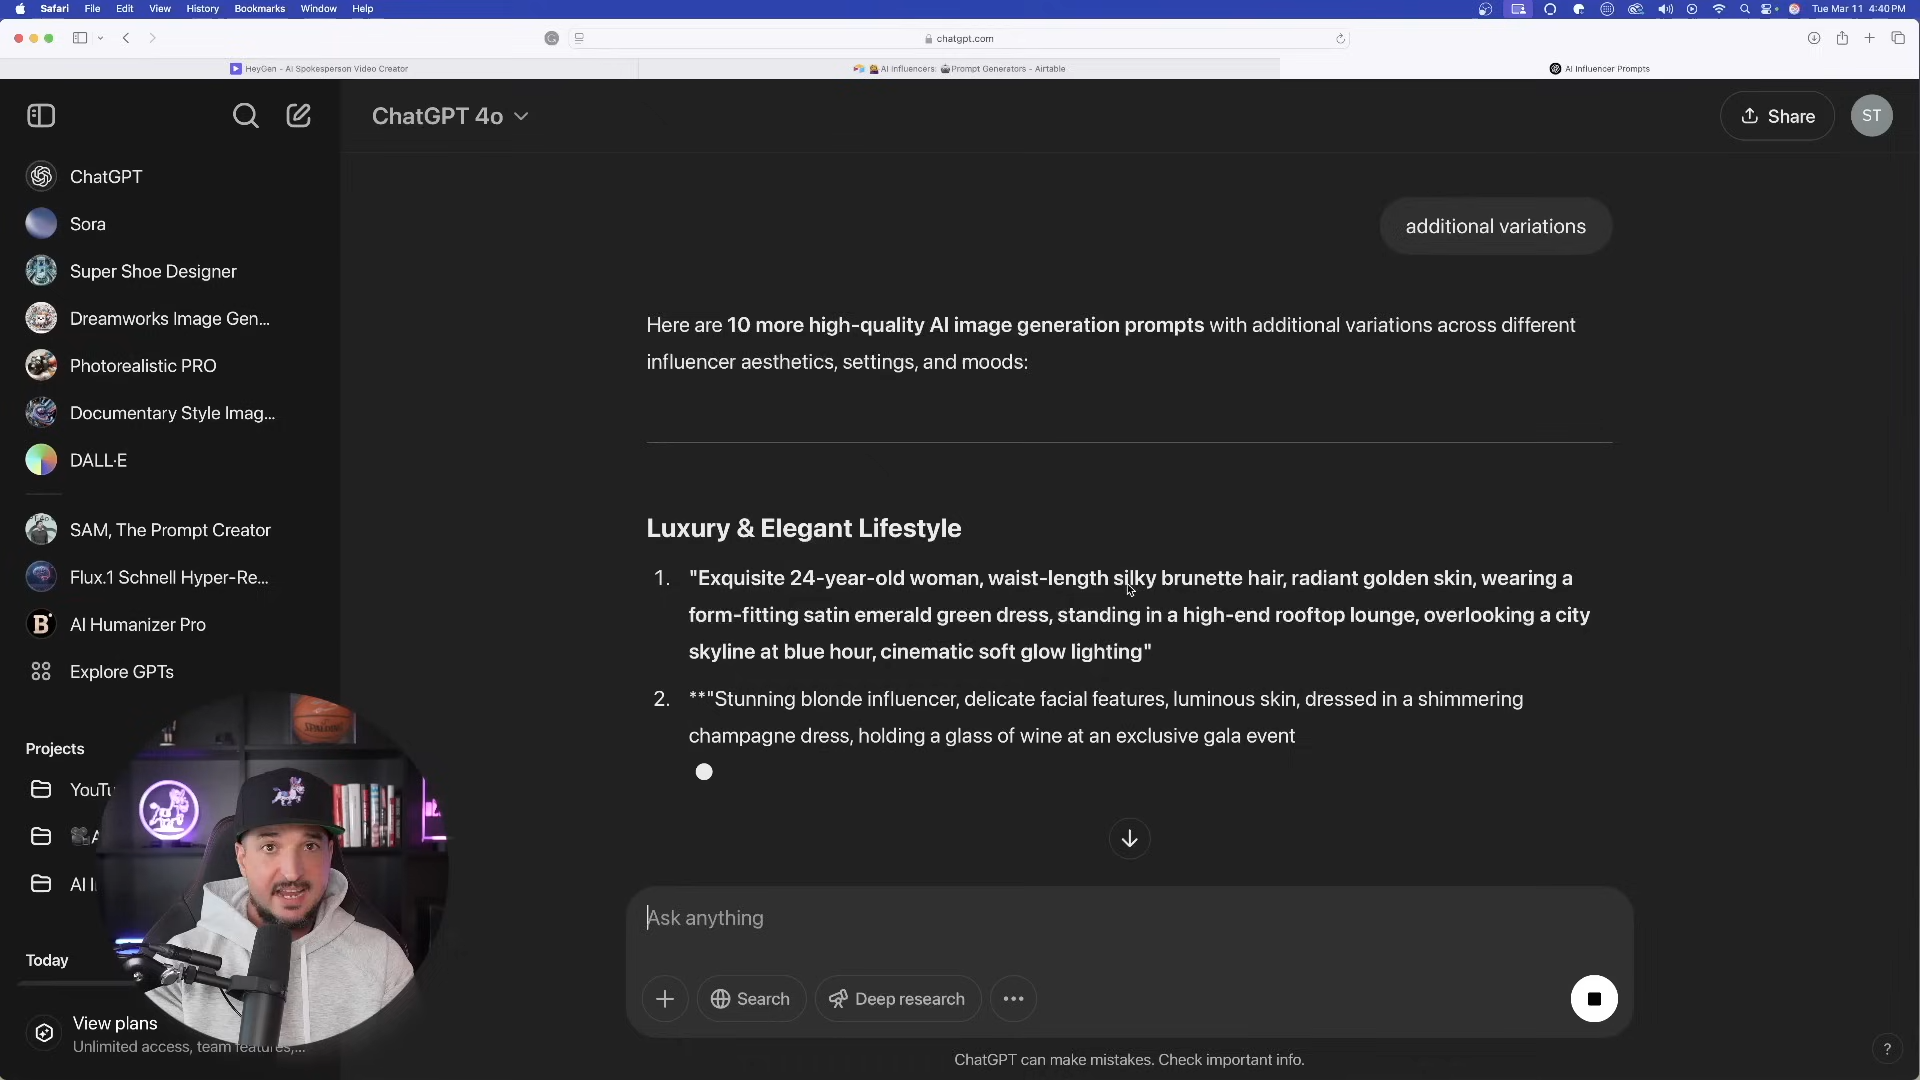 Safari File Edit View History Bookmarks Window Help
Tue Mar 11 4:40 PM
chatgpt.com
HeyGen - AI Spokesperson Video Creator
AI Influencers: Prompt Generators - Airtable
AI Influencer Prompts
ChatGPT 4o
Share
ST
ChatGPT
Sora
Super Shoe Designer
Dreamworks Image Gen...
Photorealistic PRO
Documentary Style Imag...
DALL·E
SAM, The Prompt Creator
Flux.1 Schnell Hyper-Re...
B
AI Humanizer Pro
Explore GPTs
Projects
Today
View plans
Unlimited access, team features,...
additional variations
Here are 10 more high-quality AI image generation prompts with additional variations across different
influencer aesthetics, settings, and moods:
Luxury & Elegant Lifestyle
1. "Exquisite 24-year-old woman, waist-length silky brunette hair, radiant golden skin, wearing a
form-fitting satin emerald green dress, standing in a high-end rooftop lounge, overlooking a city
skyline at blue hour, cinematic soft glow lighting"
2. **"Stunning blonde influencer, delicate facial features, luminous skin, dressed in a shimmering
champagne dress, holding a glass of wine at an exclusive gala event
Ask anything
Search
Deep research
ChatGPT can make mistakes. Check important info.
?
SPALDING